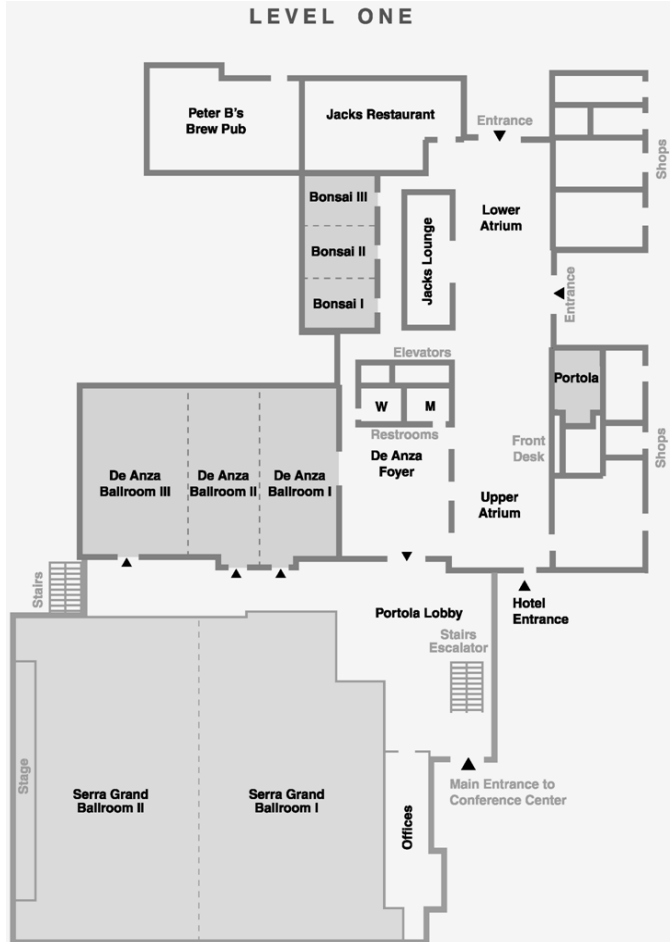 LEVEL ONE
Peter B's
Brew Pub
Jacks Restaurant
Entrance
Shops
Bonsai III
Lower
Atrium
Bonsai II
Jacks Lounge
Bonsai I
Entrance
Elevators
Portola
W
M
Restrooms
De Anza
Foyer
Front
Desk
Shops
De Anza
Ballroom III
De Anza
Ballroom II
De Anza
Ballroom I
Upper
Atrium
Stairs
Hotel
Entrance
Portola Lobby
Stairs
Escalator
Stage
Serra Grand
Ballroom II
Serra Grand
Ballroom I
Main Entrance to
Conference Center
Offices